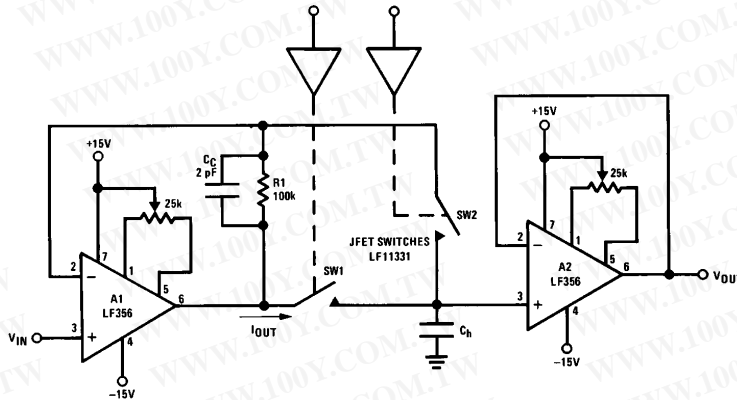 WWW.100Y.COM.TW
+15V
25k
7
2
−
1
A1
LF356
5
6
3
+
4
VIN
−15V
CC
2 pF
R1
100k
IOUT
SW1
SW2
JFET SWITCHES
LF11331
Ch
+15V
25k
7
2
−
1
A2
LF356
5
6
3
+
4
−15V
VOUT